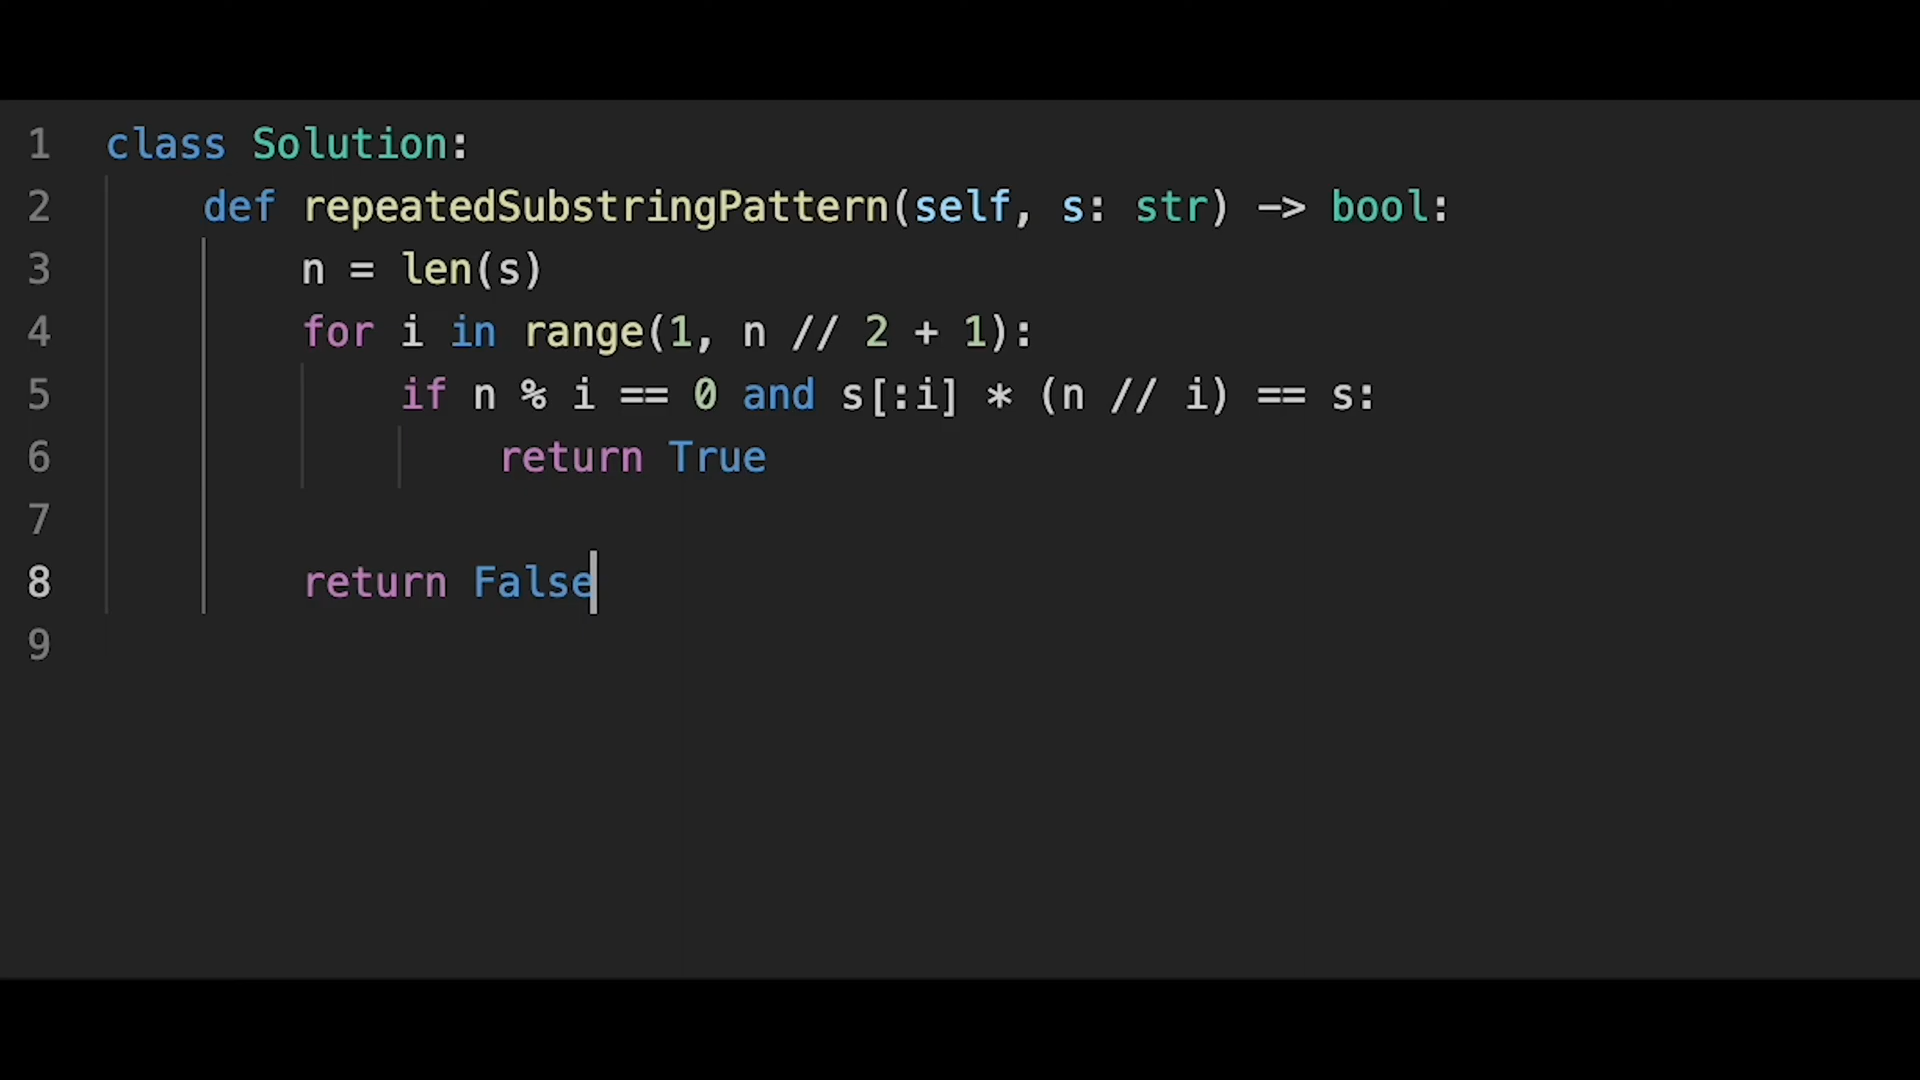 1 class Solution:
2     def repeatedSubstringPattern(self, s: str) -> bool:
3         n = len(s)
4         for i in range(1, n // 2 + 1):
5             if n % i == 0 and s[:i] * (n // i) == s:
6                 return True
7
8         return False
9